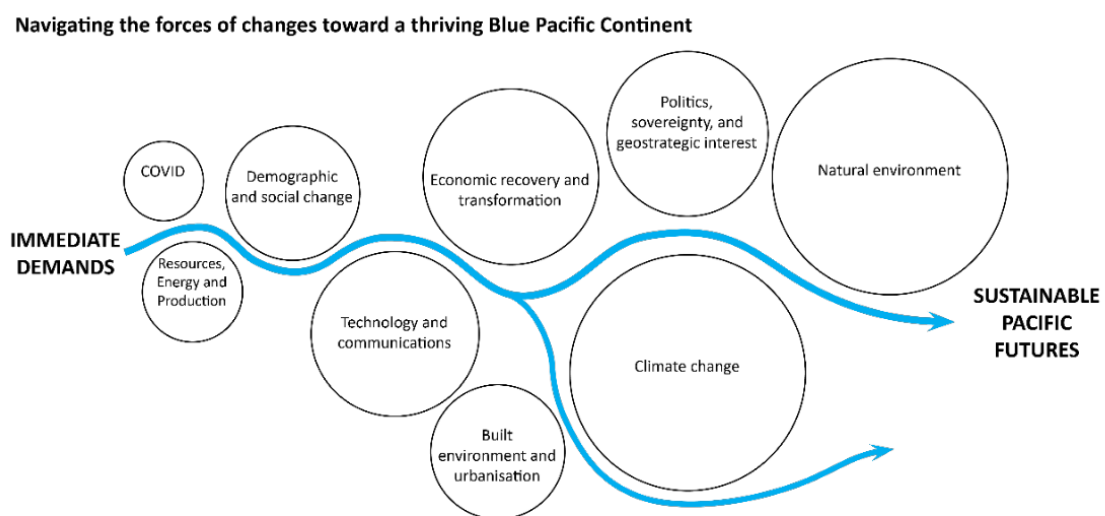 Navigating the forces of changes toward a thriving Blue Pacific Continent
IMMEDIATE
DEMANDS
COVID
Resources,
Energy and
Production
Demographic
and social change
Technology and
communications
Economic recovery and
transformation
Built
environment and
urbanisation
Politics,
sovereignty, and
geostrategic interest
Climate change
Natural environment
SUSTAINABLE
PACIFIC
FUTURES